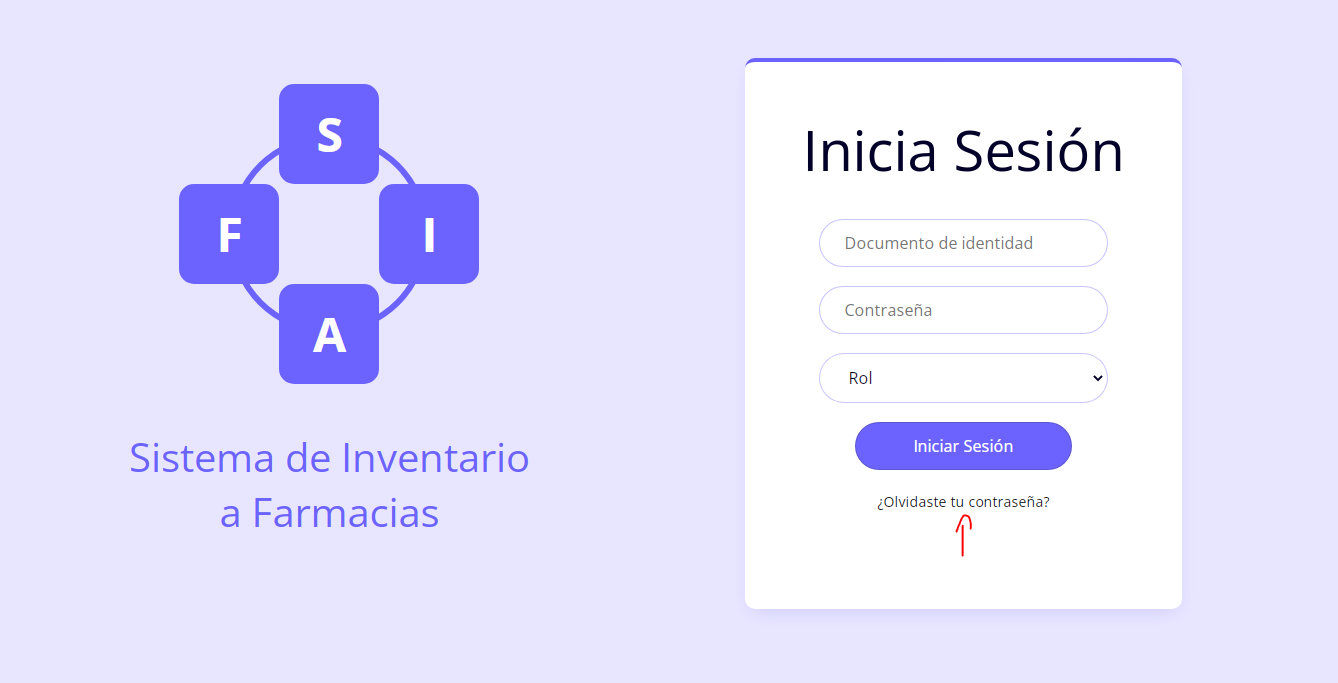 S
F I
A
Sistema de Inventario
a Farmacias
Inicia Sesión
Documento de identidad
Contraseña
Rol
Iniciar Sesión
¿Olvidaste tu contraseña?